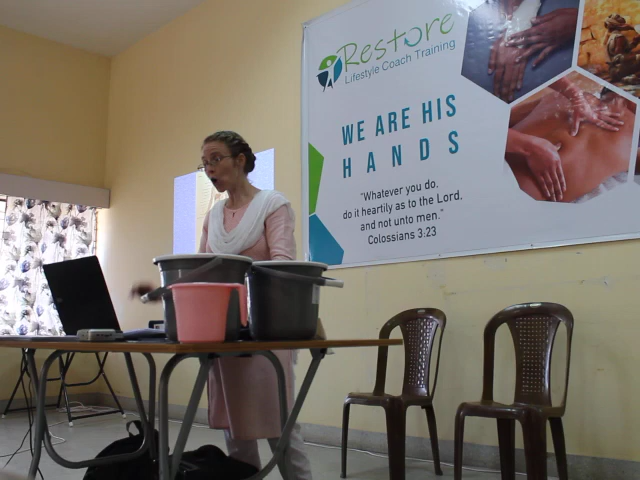 Restore
Lifestyle Coach Training
WE ARE HIS
HANDS
"Whatever you do,
do it heartily as to the Lord,
and not unto men."
Colossians 3:23